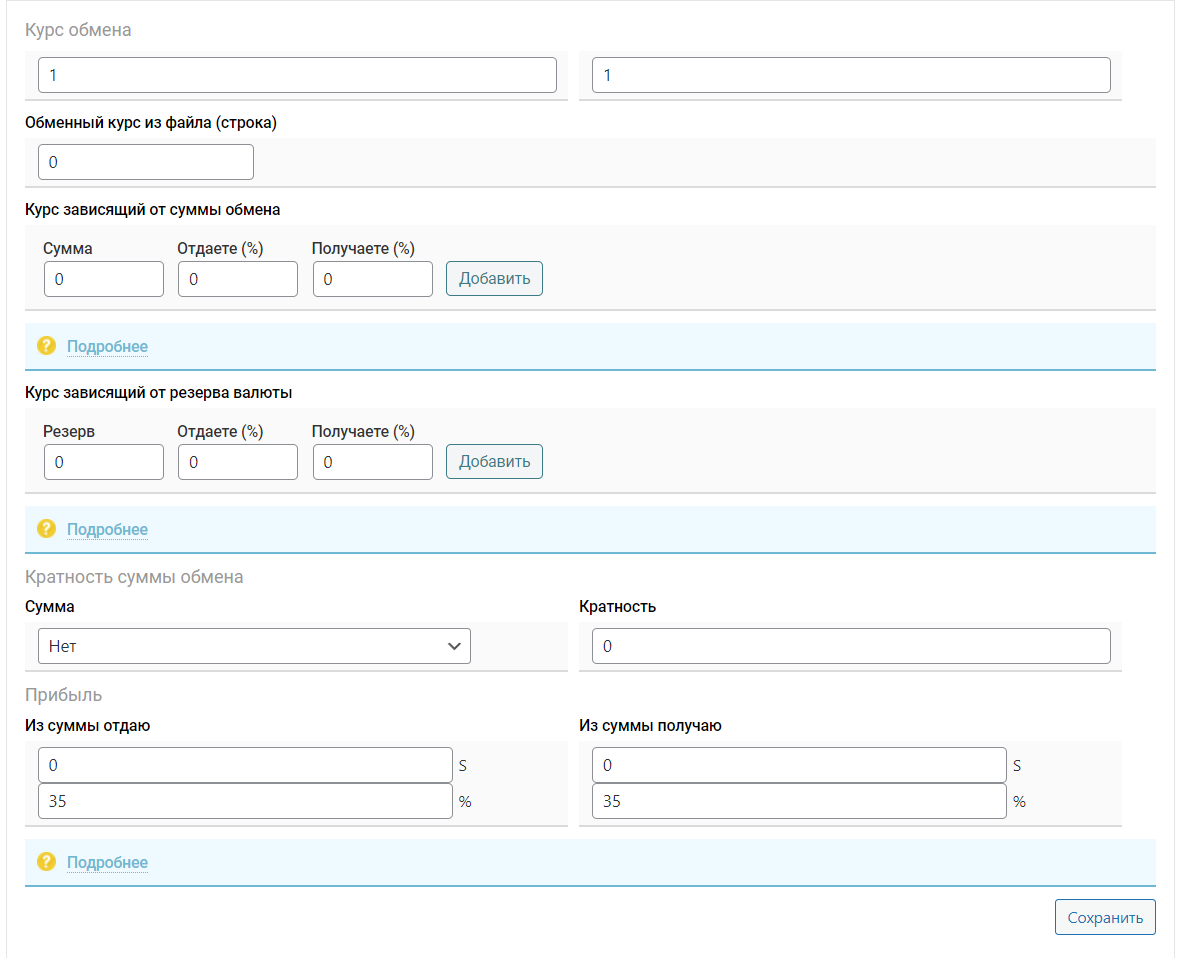 Курс обмена
1 1
Обменный курс из файла (строка)
0
Курс зависящий от суммы обмена
Сумма Отдаете (%) Получаете (%)
0 0 0 Добавить
? Подробнее
Курс зависящий от резерва валюты
Резерв Отдаете (%) Получаете (%)
0 0 0 Добавить
? Подробнее
Кратность суммы обмена
Сумма Кратность
Нет 0
Прибыль
Из суммы отдаю Из суммы получаю
0 S 0 S
35 % 35 %
? Подробнее
Сохранить